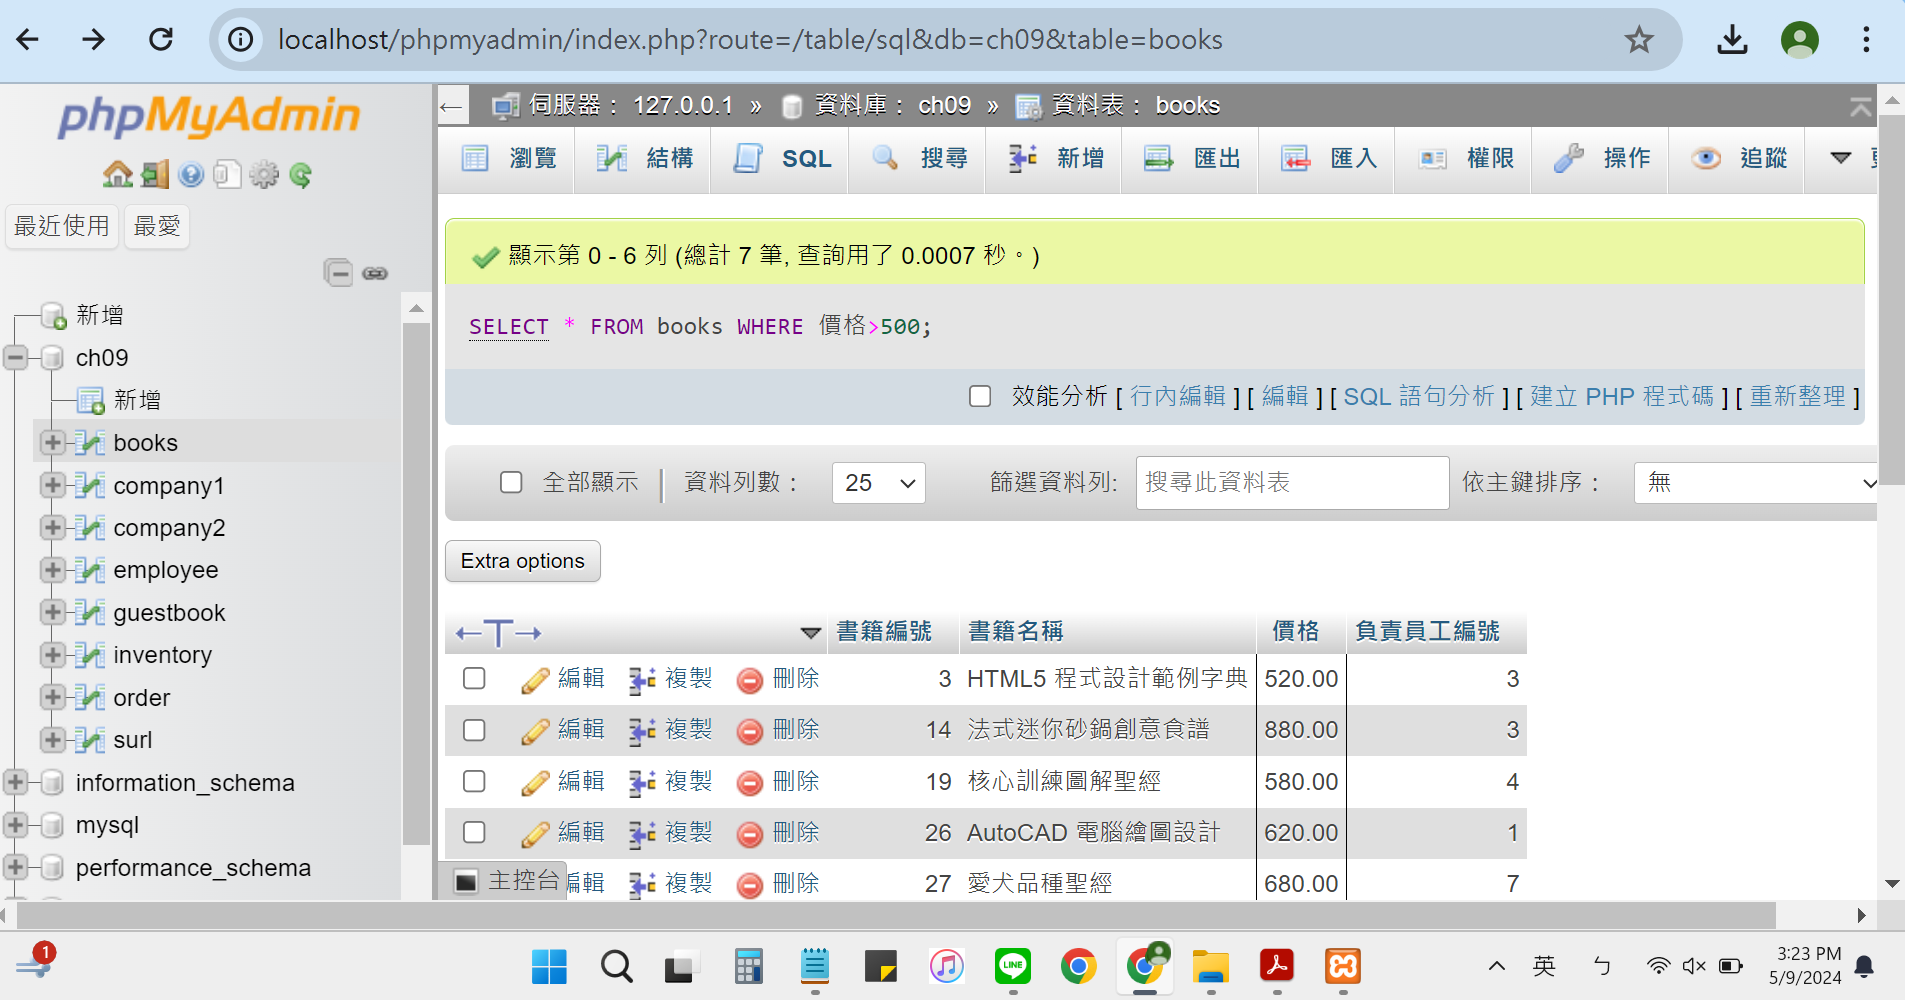 localhost/phpmyadmin/index.php?route=/table/sql&db=ch09&table=books
phpMyAdmin
最近使用 最愛
新增
ch09
新增
books
company1
company2
employee
guestbook
inventory
order
surl
information_schema
mysql
performance_schema
← 伺服器： 127.0.0.1 » 資料庫： ch09 » 資料表： books
瀏覽 結構 SQL 搜尋 新增 匯出 匯入 權限 操作 追蹤
顯示第 0 - 6 列 (總計 7 筆, 查詢用了 0.0007 秒。)
SELECT * FROM books WHERE 價格>500;
效能分析 [ 行內編輯 ] [ 編輯 ] [ SQL 語句分析 ] [ 建立 PHP 程式碼 ] [ 重新整理 ]
全部顯示 資料列數： 25 篩選資料列: 搜尋此資料表 依主鍵排序： 無
Extra options
←T→ 書籍編號 書籍名稱 價格 負責員工編號
編輯 複製 刪除 3 HTML5 程式設計範例字典 520.00 3
編輯 複製 刪除 14 法式迷你砂鍋創意食譜 880.00 3
編輯 複製 刪除 19 核心訓練圖解聖經 580.00 4
編輯 複製 刪除 26 AutoCAD 電腦繪圖設計 620.00 1
編輯 複製 刪除 27 愛犬品種聖經 680.00 7
主控台
1
LINE
英 ㄅ
3:23 PM
5/9/2024